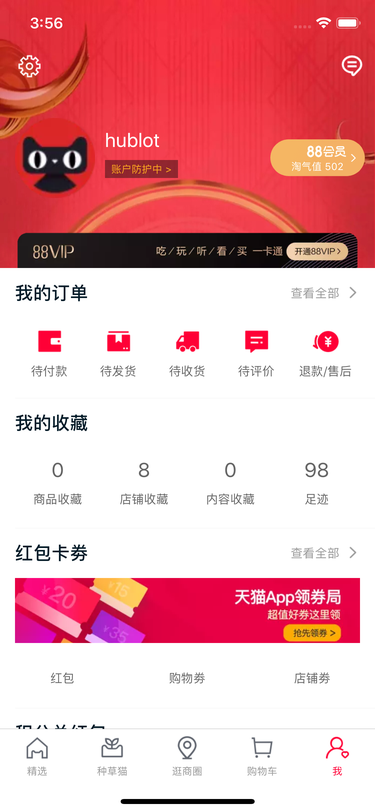 3:56
hublot
账户防护中 >
88会员
淘气值 502
88VIP
吃／玩／听／看／买 一卡通
开通88VIP
我的订单
查看全部
待付款
待发货
待收货
待评价
退款/售后
我的收藏
0
8
0
98
商品收藏
店铺收藏
内容收藏
足迹
红包卡券
查看全部
¥20
¥15
¥35
天猫App领券局
超值好券这里领
抢先领券 >
红包
购物券
店铺券
精选
种草猫
逛商圈
购物车
我